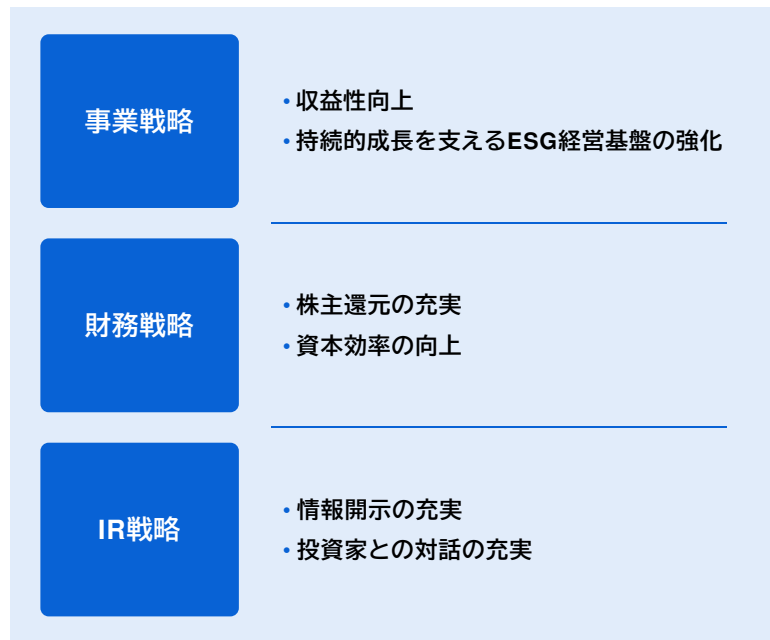 事業戦略
・収益性向上
・持続的成長を支えるESG経営基盤の強化
財務戦略
・株主還元の充実
・資本効率の向上
IR戦略
・情報開示の充実
・投資家との対話の充実